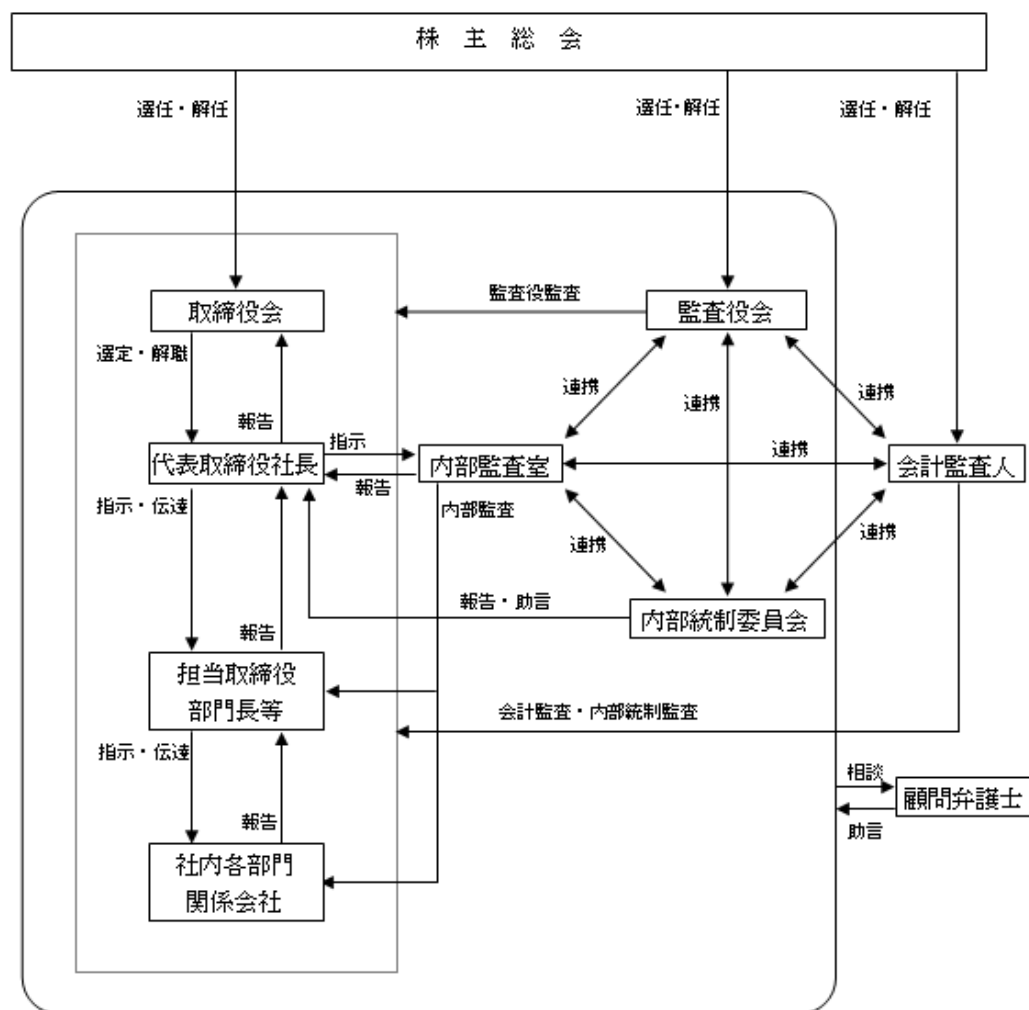 株主総会
選任・解任
選任・解任
選任・解任
取締役会
監査役監査
監査役会
選定・解職
報告
連携
連携
連携
代表取締役社長
指示
報告
内部監査室
連携
会計監査人
指示・伝達
内部監査
連携
連携
報告・助言
内部統制委員会
報告
担当取締役
部門長等
会計監査・内部統制監査
指示・伝達
相談
顧問弁護士
助言
報告
社内各部門
関係会社